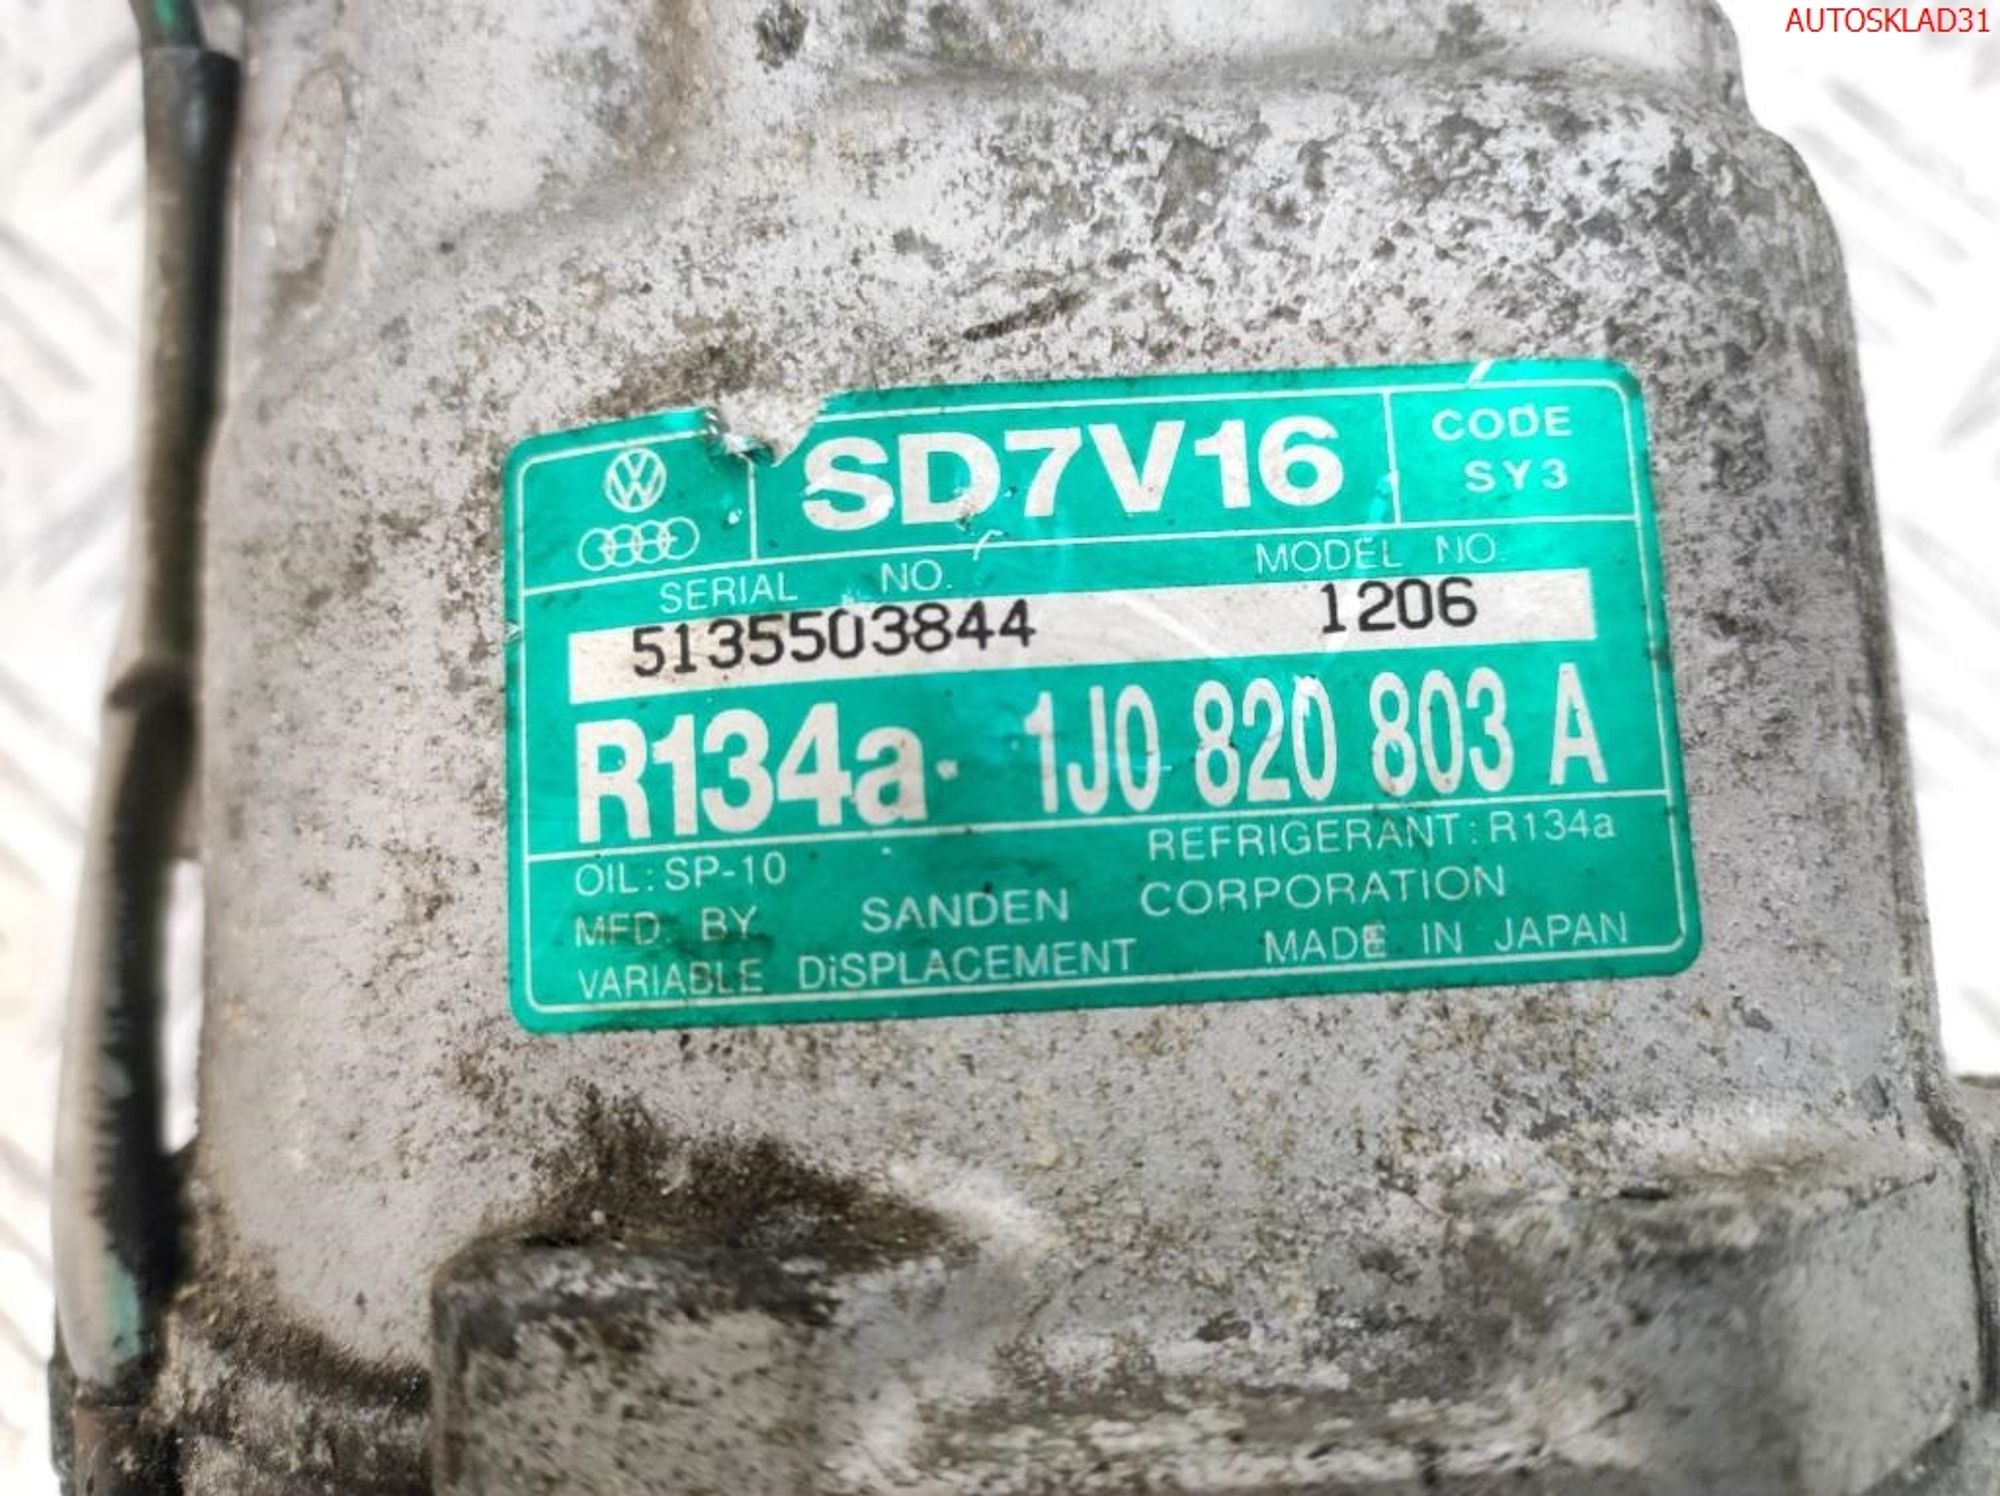 AUTOSKLAD31
SD7V16
CODE
SY3
SERIAL NO.
MODEL NO.
5135503844
1206
R134a · 1J0 820 803 A
OIL: SP-10
REFRIGERANT: R134a
MFD. BY SANDEN CORPORATION
VARIABLE DiSPLACEMENT MADE IN JAPAN